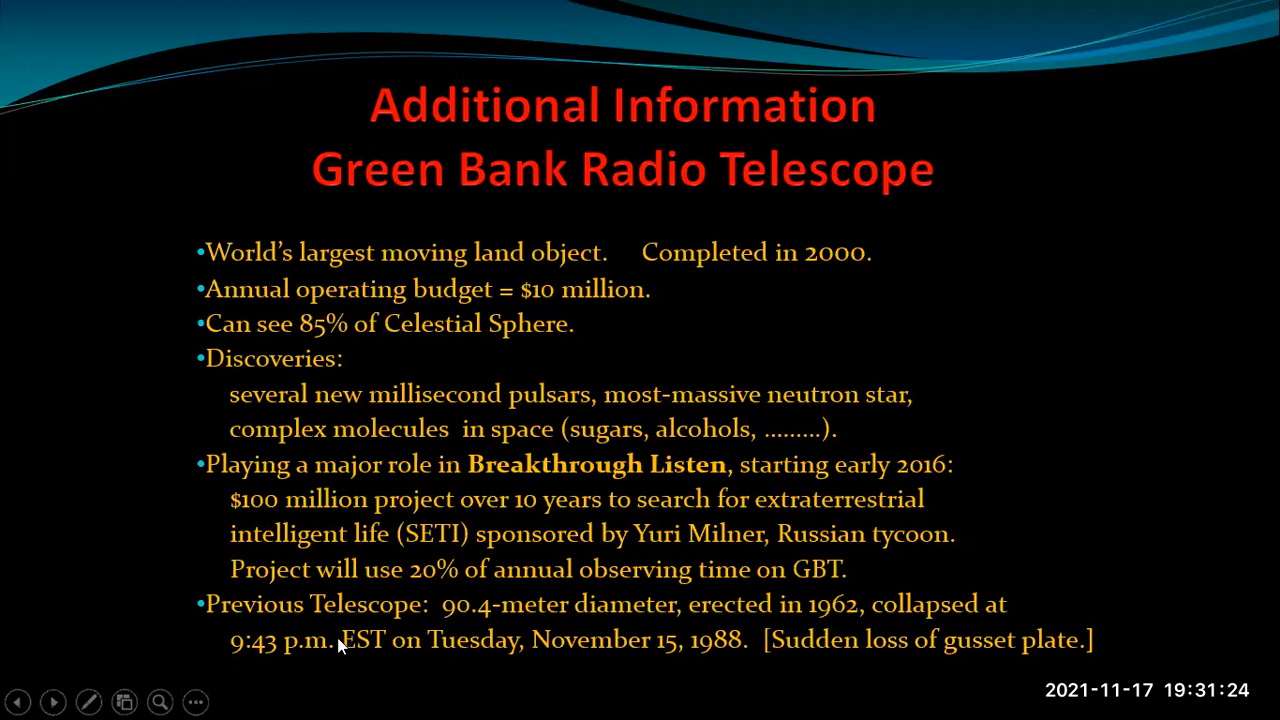 Additional Information
Green Bank Radio Telescope
•World’s largest moving land object. Completed in 2000.
•Annual operating budget = $10 million.
•Can see 85% of Celestial Sphere.
•Discoveries:
several new millisecond pulsars, most-massive neutron star,
complex molecules in space (sugars, alcohols, .........).
•Playing a major role in Breakthrough Listen, starting early 2016:
$100 million project over 10 years to search for extraterrestrial
intelligent life (SETI) sponsored by Yuri Milner, Russian tycoon.
Project will use 20% of annual observing time on GBT.
•Previous Telescope: 90.4-meter diameter, erected in 1962, collapsed at
9:43 p.m. EST on Tuesday, November 15, 1988. [Sudden loss of gusset plate.]
2021-11-17 19:31:24